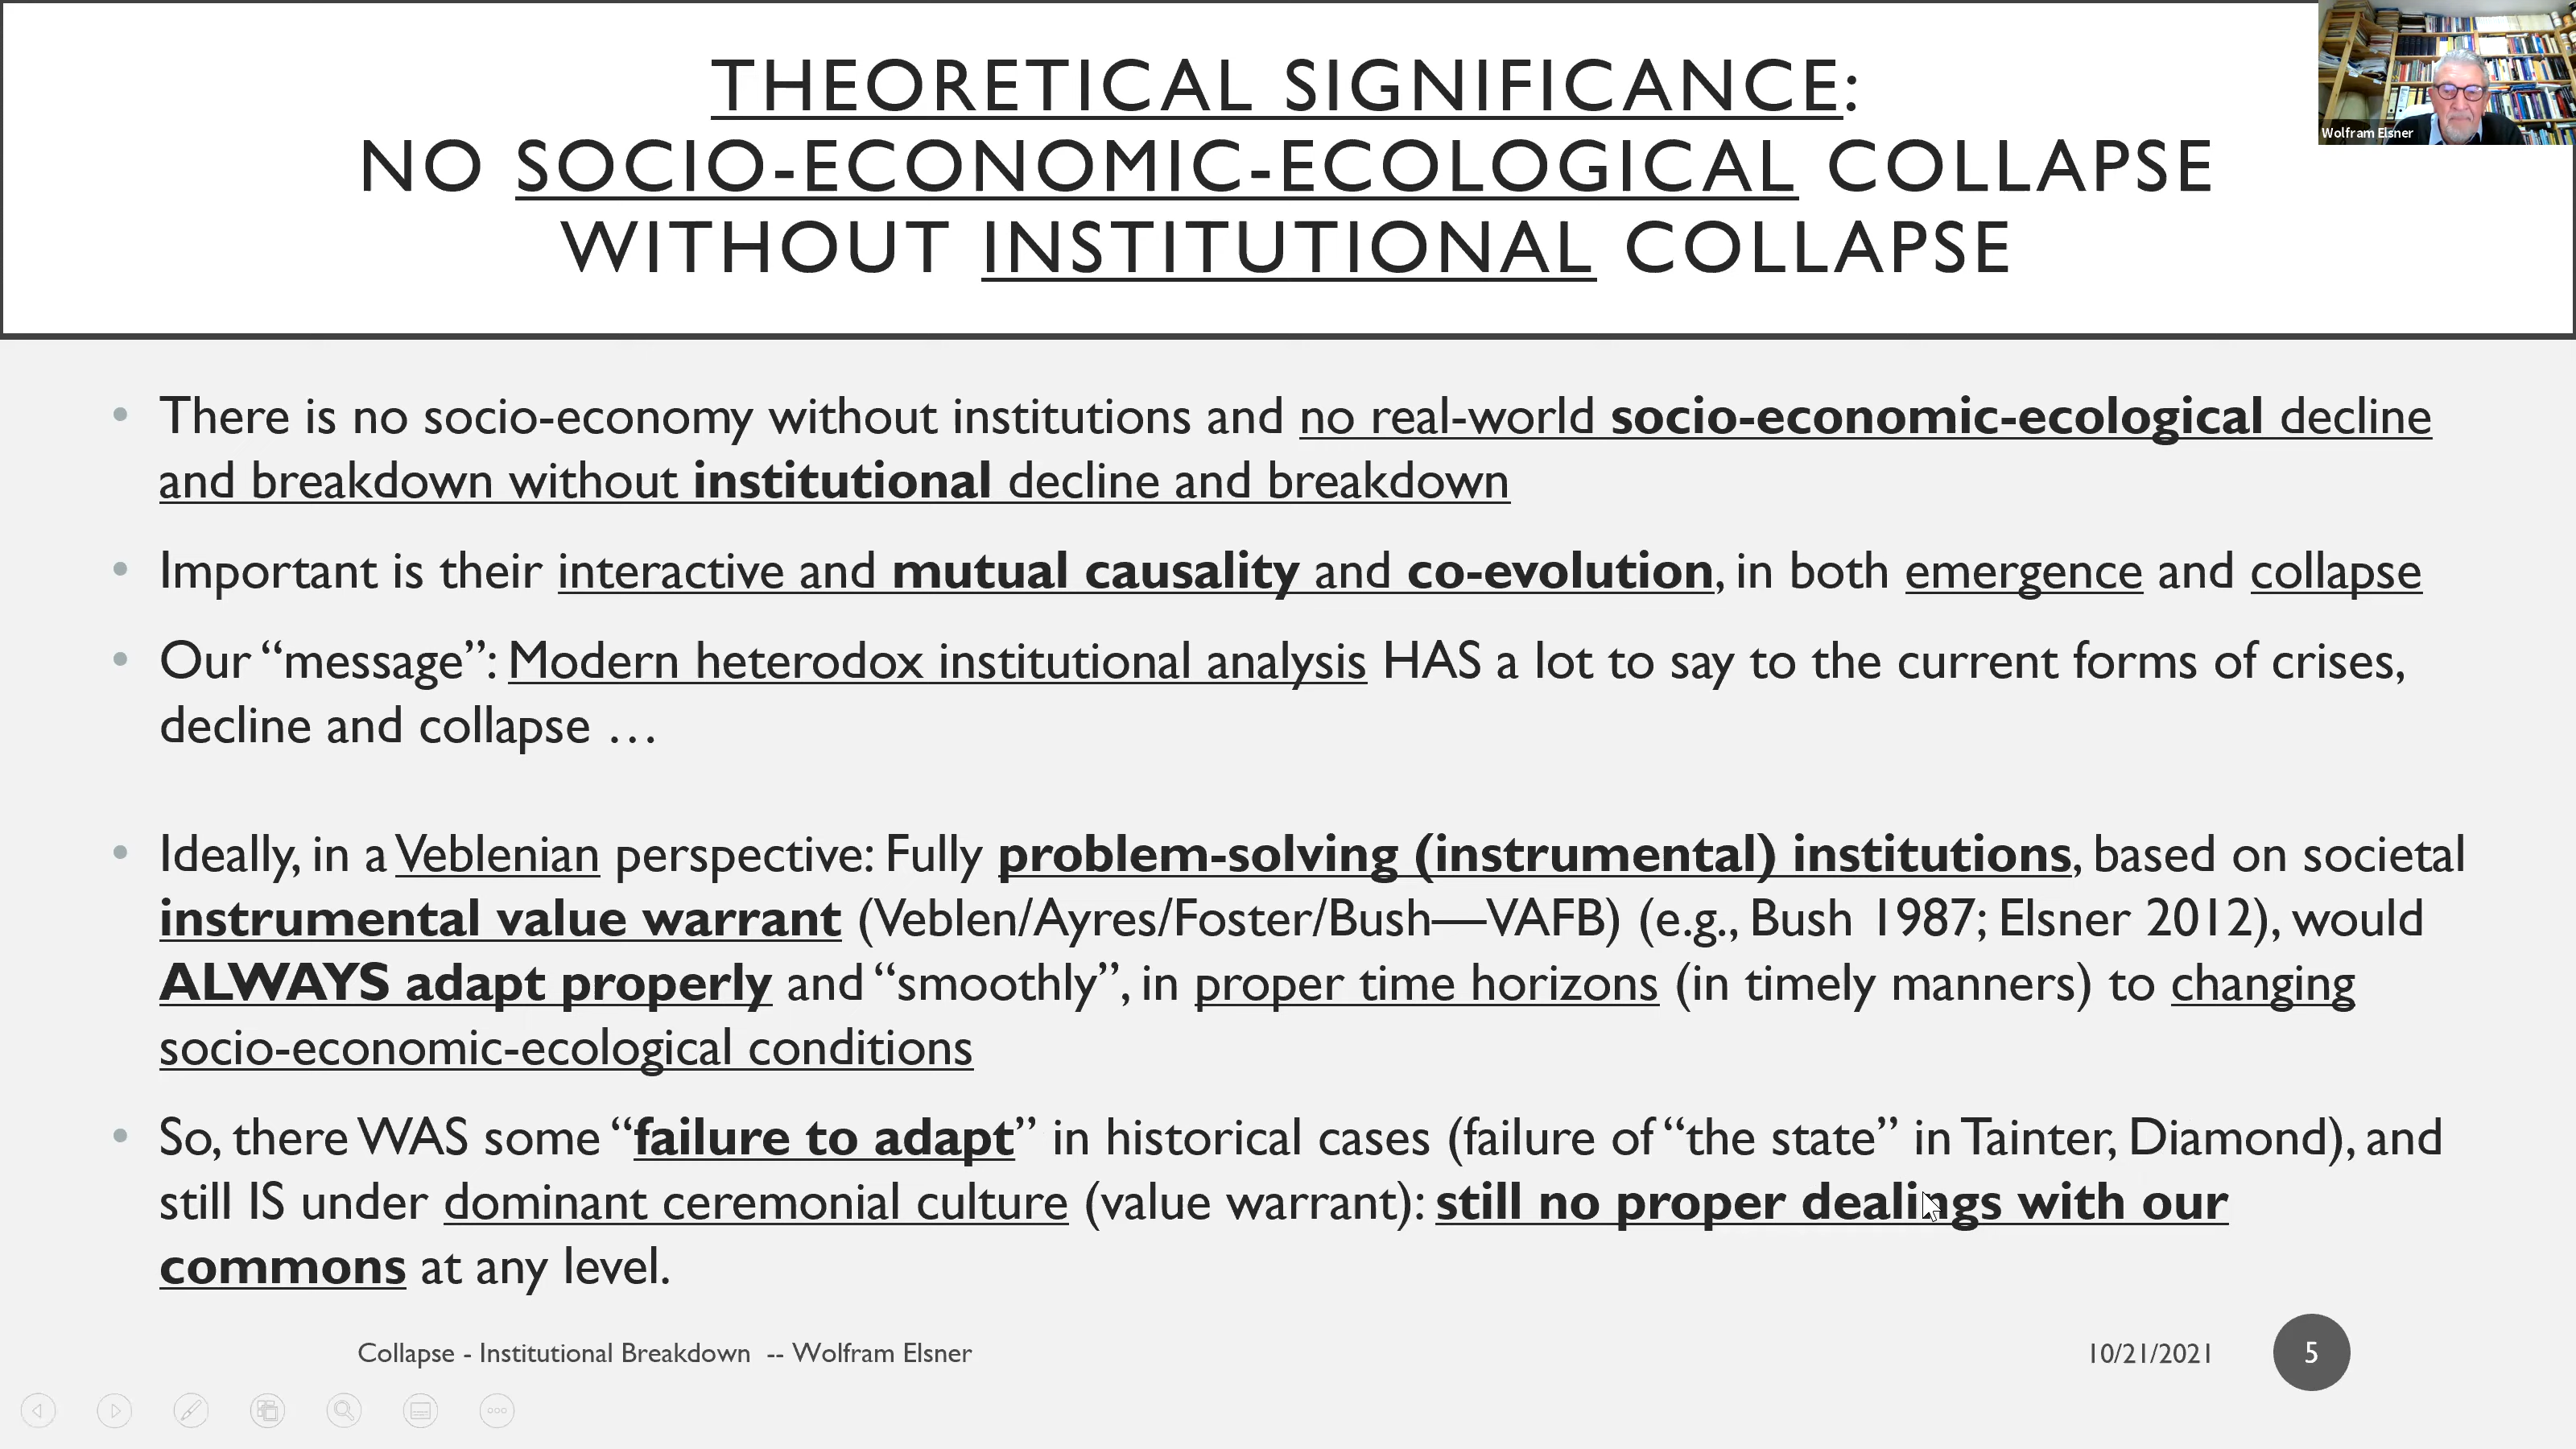 THEORETICAL SIGNIFICANCE:
NO SOCIO-ECONOMIC-ECOLOGICAL COLLAPSE
WITHOUT INSTITUTIONAL COLLAPSE
Wolfram Elsner
• There is no socio-economy without institutions and no real-world socio-economic-ecological decline
and breakdown without institutional decline and breakdown
• Important is their interactive and mutual causality and co-evolution, in both emergence and collapse
• Our “message”: Modern heterodox institutional analysis HAS a lot to say to the current forms of crises,
decline and collapse …
• Ideally, in a Veblenian perspective: Fully problem-solving (instrumental) institutions, based on societal
instrumental value warrant (Veblen/Ayres/Foster/Bush—VAFB) (e.g., Bush 1987; Elsner 2012), would
ALWAYS adapt properly and “smoothly”, in proper time horizons (in timely manners) to changing
socio-economic-ecological conditions
• So, there WAS some “failure to adapt” in historical cases (failure of “the state” in Tainter, Diamond), and
still IS under dominant ceremonial culture (value warrant): still no proper dealings with our
commons at any level.
Collapse - Institutional Breakdown -- Wolfram Elsner
10/21/2021
5